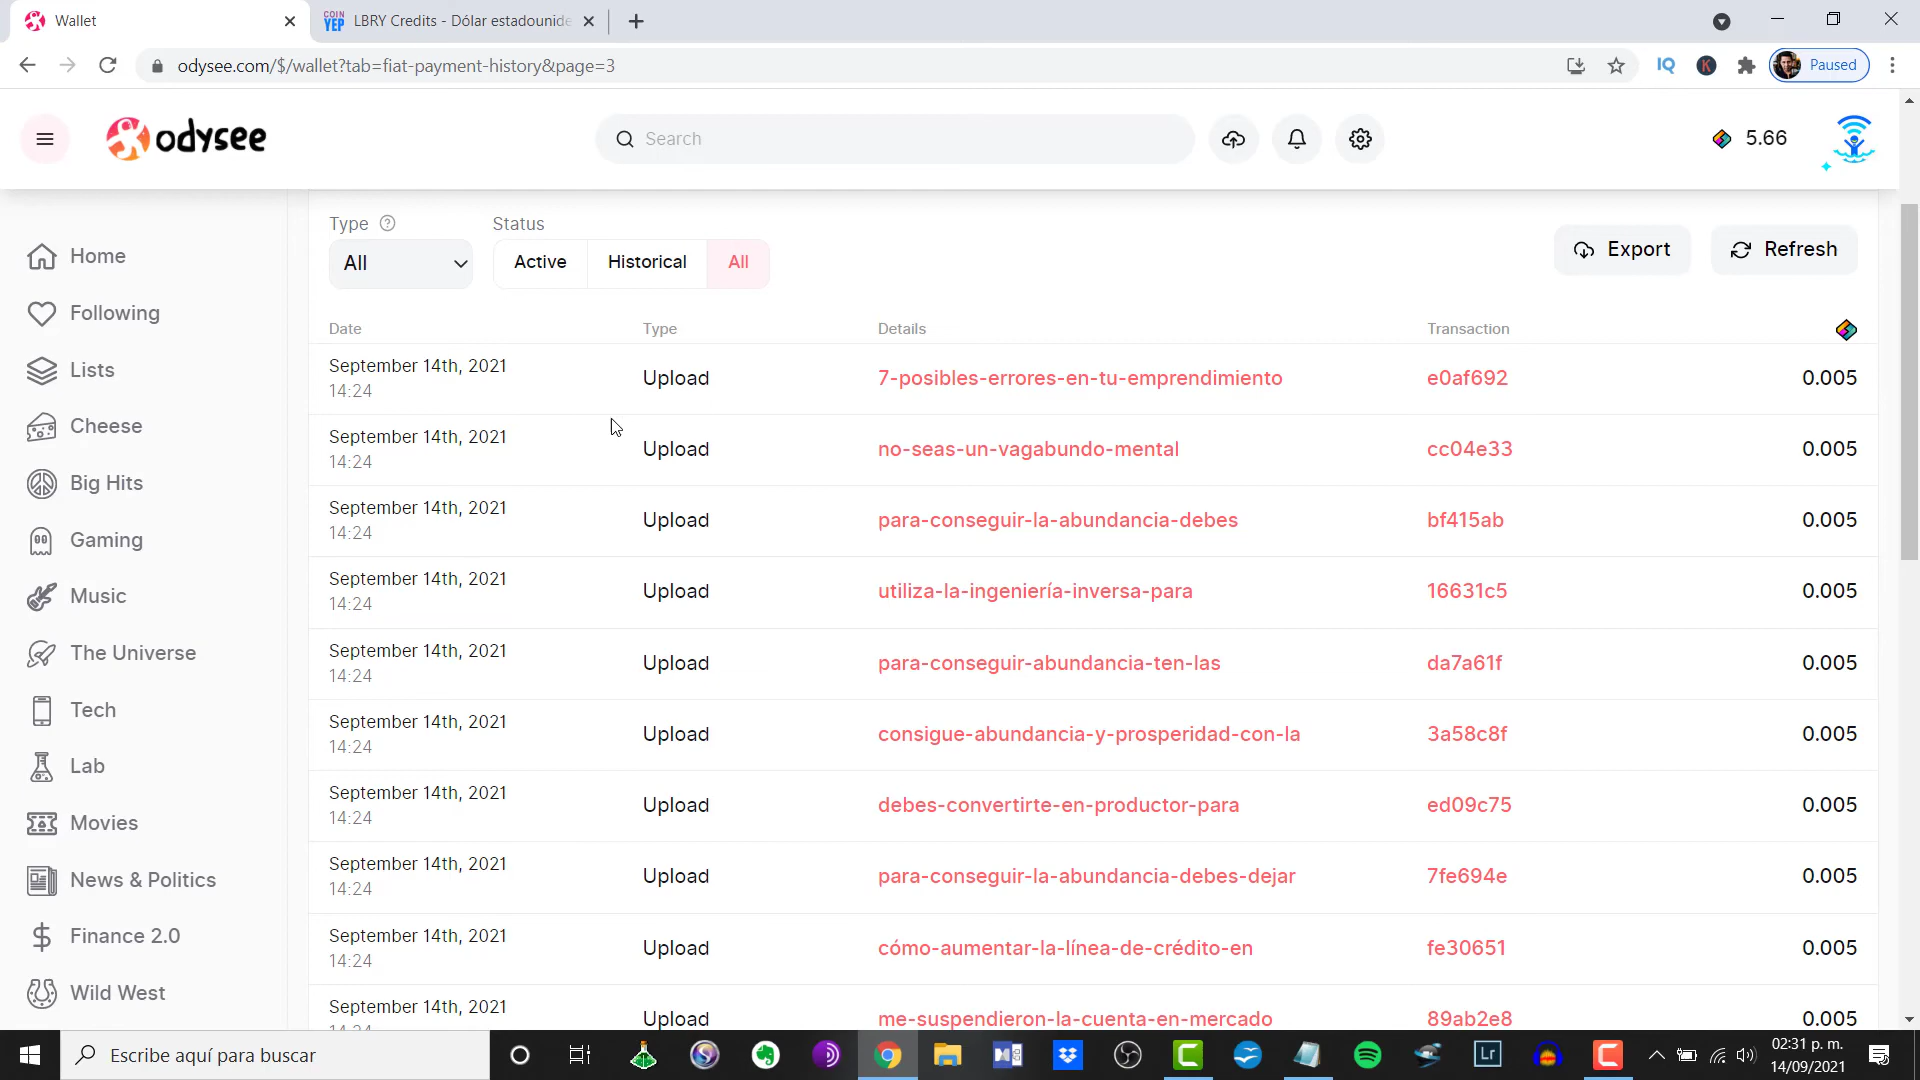 Wallet
COIN YEP
LBRY Credits - Dólar estadounide
odysee.com/$/wallet?tab=fiat-payment-history&page=3
IQ
K
Paused
odysee
Search
5.66
Home
Following
Lists
Cheese
Big Hits
Gaming
Music
The Universe
Tech
Lab
Movies
News & Politics
Finance 2.0
Wild West
Type
Status
All
Active
Historical
All
Export
Refresh
Date Type Details Transaction
September 14th, 2021
14:24
Upload 7-posibles-errores-en-tu-emprendimiento e0af692 0.005
September 14th, 2021
14:24
Upload no-seas-un-vagabundo-mental cc04e33 0.005
September 14th, 2021
14:24
Upload para-conseguir-la-abundancia-debes bf415ab 0.005
September 14th, 2021
14:24
Upload utiliza-la-ingeniería-inversa-para 16631c5 0.005
September 14th, 2021
14:24
Upload para-conseguir-abundancia-ten-las da7a61f 0.005
September 14th, 2021
14:24
Upload consigue-abundancia-y-prosperidad-con-la 3a58c8f 0.005
September 14th, 2021
14:24
Upload debes-convertirte-en-productor-para ed09c75 0.005
September 14th, 2021
14:24
Upload para-conseguir-la-abundancia-debes-dejar 7fe694e 0.005
September 14th, 2021
14:24
Upload cómo-aumentar-la-línea-de-crédito-en fe30651 0.005
September 14th, 2021
14:24
Upload me-suspendieron-la-cuenta-en-mercado 89ab2e8 0.005
Escribe aquí para buscar
Lr
02:31 p. m.
14/09/2021